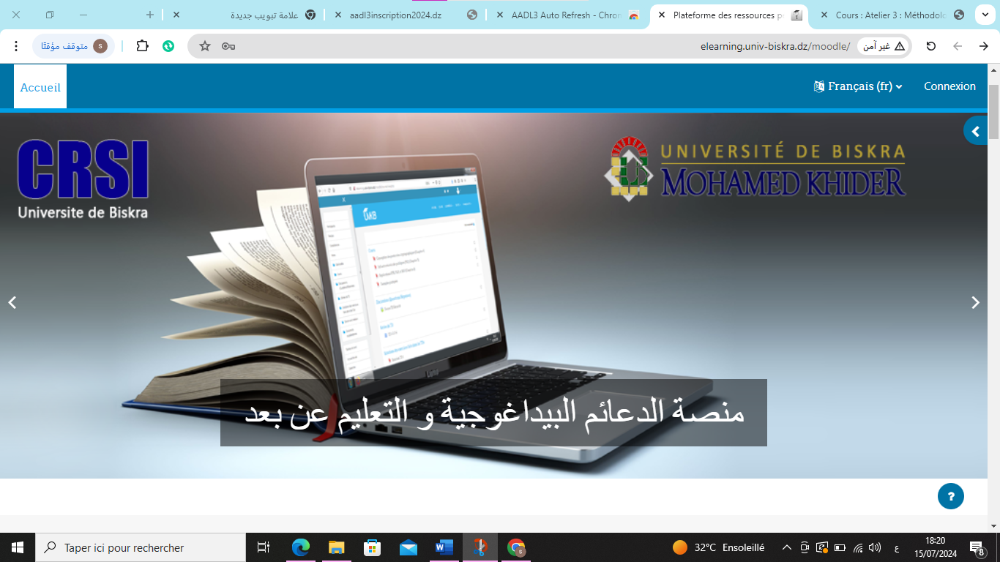 علامة تبويب جديدة
aadl3inscription2024.dz
AADL3 Auto Refresh - Chron
Plateforme des ressources pé
Cours : Atelier 3 : Méthodolo
متوقف مؤقتًا
s
elearning.univ-biskra.dz/moodle/
غير آمن
Accueil
Français (fr)
Connexion
CRSI
Universite de Biskra
UNIVERSITÉ DE BISKRA
MOHAMED KHIDER
منصة الدعائم البيداغوجية و التعليم عن بعد
?
Taper ici pour rechercher
32°C Ensoleillé
ع
18:20
15/07/2024
8